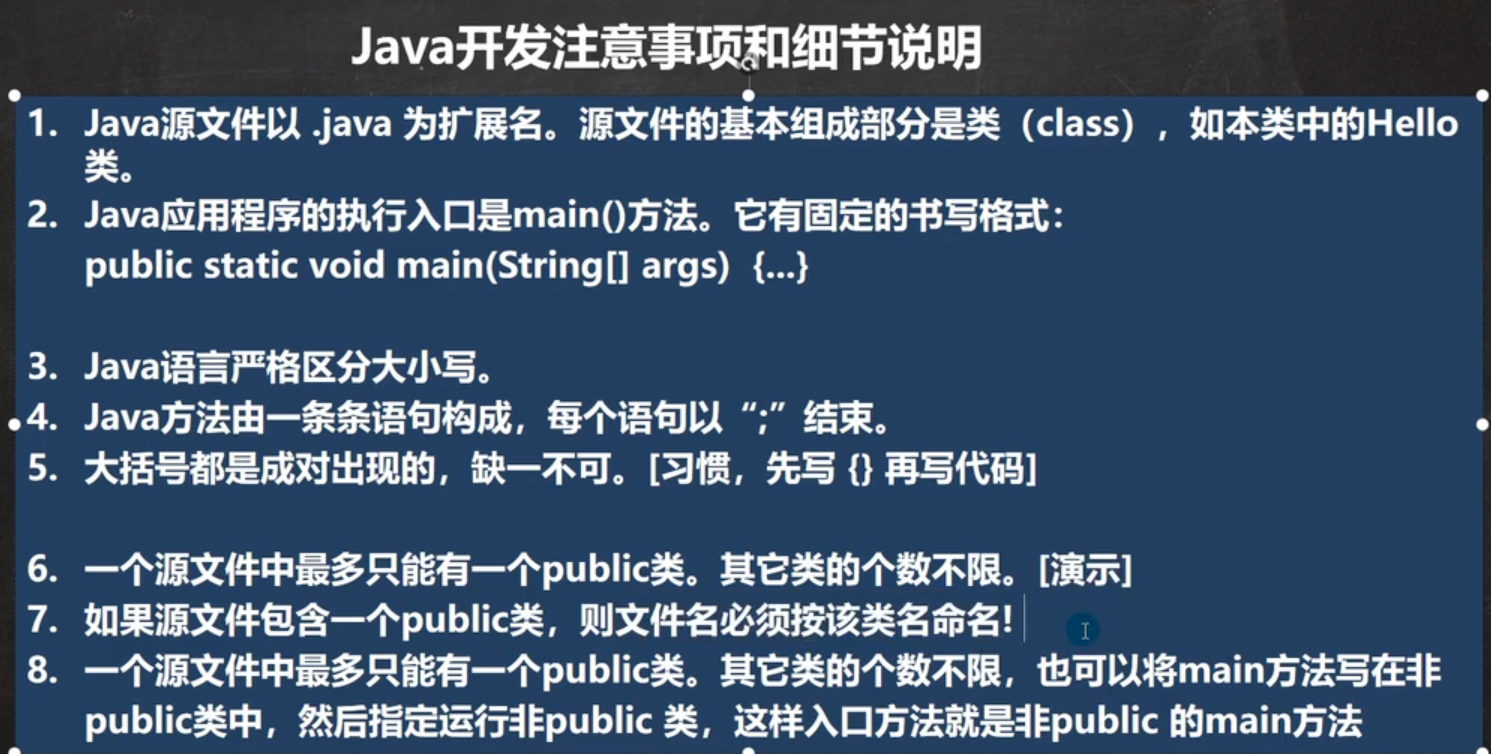 Java开发注意事项和细节说明
1. Java源文件以 .java 为扩展名。源文件的基本组成部分是类（class），如本类中的Hello
类。
2. Java应用程序的执行入口是main()方法。它有固定的书写格式：
public static void main(String[] args) {...}
3. Java语言严格区分大小写。
4. Java方法由一条条语句构成，每个语句以“;”结束。
5. 大括号都是成对出现的，缺一不可。[习惯，先写 {} 再写代码]
6. 一个源文件中最多只能有一个public类。其它类的个数不限。[演示]
7. 如果源文件包含一个public类，则文件名必须按该类名命名!
8. 一个源文件中最多只能有一个public类。其它类的个数不限，也可以将main方法写在非
public类中，然后指定运行非public 类，这样入口方法就是非public 的main方法